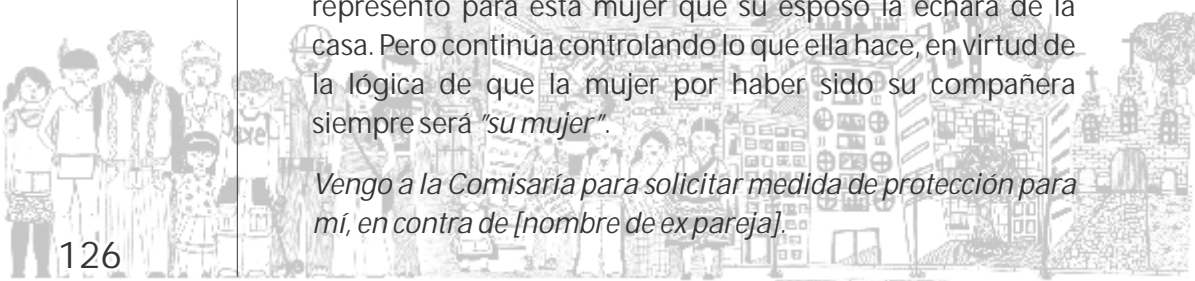 representó para esta mujer que su esposo la echara de la
casa. Pero continúa controlando lo que ella hace, en virtud de
la lógica de que la mujer por haber sido su compañera
siempre será "su mujer".
Vengo a la Comisaría para solicitar medida de protección para
mí, en contra de [nombre de ex pareja].
126